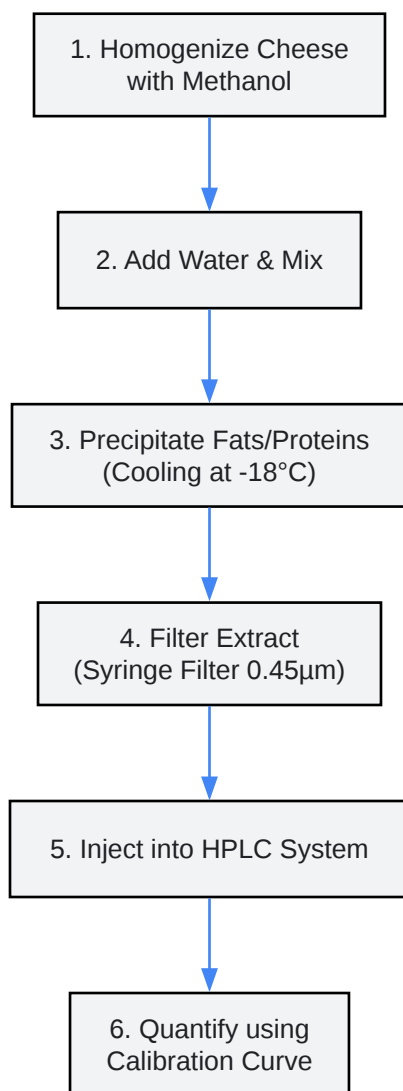 1. Homogenize Cheese
with Methanol
2. Add Water & Mix
3. Precipitate Fats/Proteins
(Cooling at -18°C)
4. Filter Extract
(Syringe Filter 0.45µm)
5. Inject into HPLC System
6. Quantify using
Calibration Curve